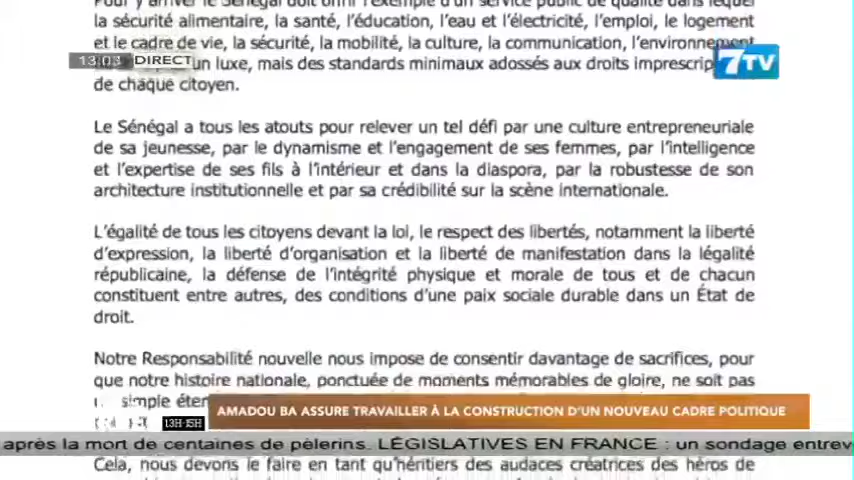 Pour y arriver le Sénégal doit offrir l'exemple d'un service public de qualité dans lequel
la sécurité alimentaire, la santé, l'éducation, l'eau et l'électricité, l'emploi, le logement
et le cadre de vie, la sécurité, la mobilité, la culture, la communication, l'environnement
13:03 DIRECT un luxe, mais des standards minimaux adossés aux droits
7TV
de chaque citoyen.
Le Sénégal a tous les atouts pour relever un tel défi par une culture entrepreneuriale
de sa jeunesse, par le dynamisme et l'engagement de ses femmes, par l'intelligence
et l'expertise de ses fils à l'intérieur et dans la diaspora, par la robustesse de son
architecture institutionnelle et par sa crédibilité sur la scène internationale.
L'égalité de tous les citoyens devant la loi, le respect des libertés, notamment la liberté
d'expression, la liberté d'organisation et la liberté de manifestation dans la légalité
républicaine, la défense de l'intégrité physique et morale de tous et de chacun
constituent entre autres, des conditions d'une paix sociale durable dans un État de
droit.
Notre Responsabilité nouvelle nous impose de consentir davantage de sacrifices, pour
que notre histoire nationale, ponctuée de moments mémorables de gloire, ne soit pas
simple
AMADOU BA ASSURE TRAVAILLER À LA CONSTRUCTION D'UN NOUVEAU CADRE POLITIQUE
13H-15H
après la mort de centaines de pèlerins. LÉGISLATIVES EN FRANCE : un sondage entrev
Cela, nous devons le faire en tant qu'héritiers des audaces créatrices des héros de